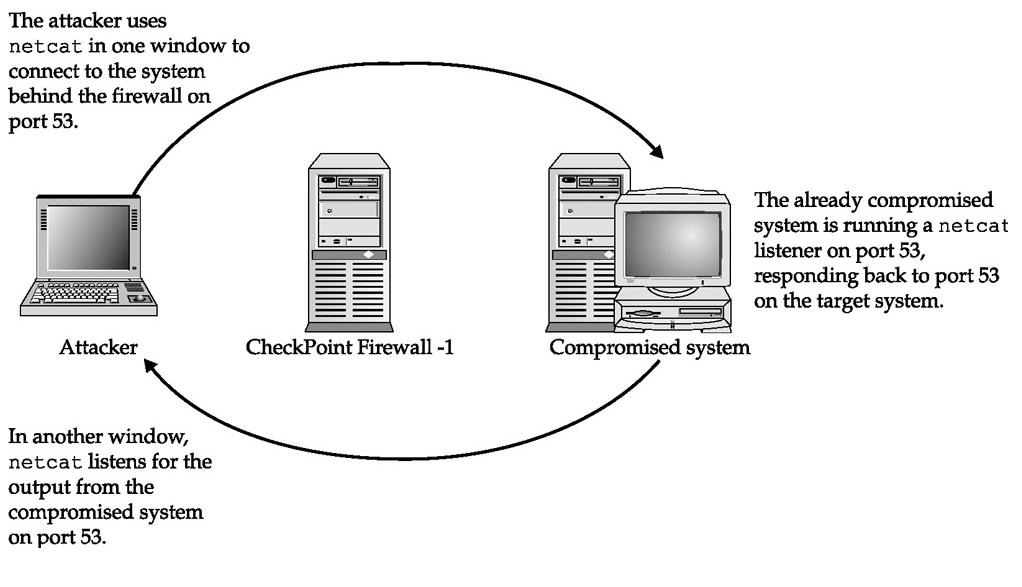 The attacker uses
netcat in one window to
connect to the system
behind the firewall on
port 53.
The already compromised
system is running a netcat
listener on port 53,
responding back to port 53
on the target system.
Attacker
CheckPoint Firewall -1
Compromised system
In another window,
netcat listens for the
output from the
compromised system
on port 53.